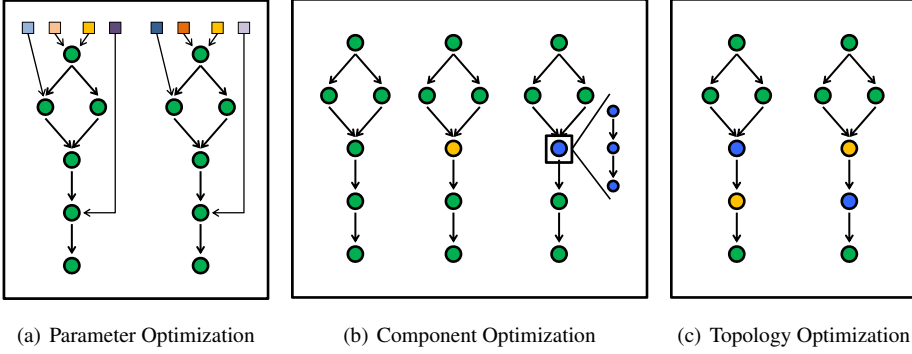 (a) Parameter Optimization
(b) Component Optimization
(c) Topology Optimization